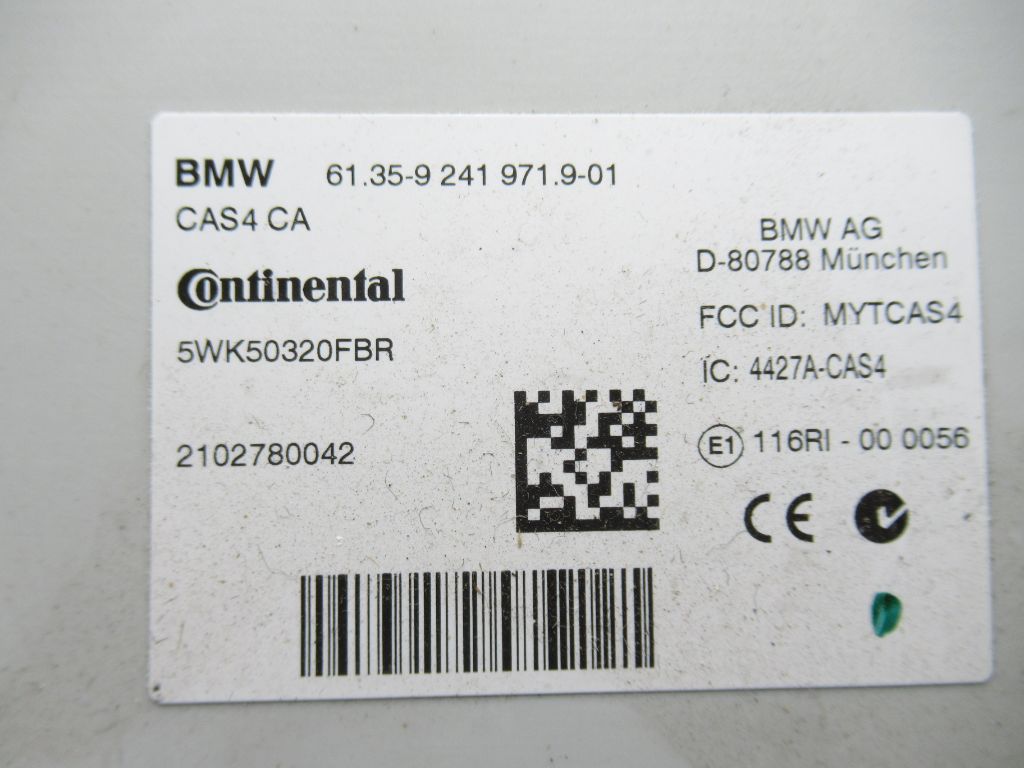 BMW 61.35-9 241 971.9-01
CAS4 CA
Continental
5WK50320FBR
2102780042
BMW AG
D-80788 München
FCC ID: MYTCAS4
IC: 4427A-CAS4
E1 116RI - 00 0056
CE